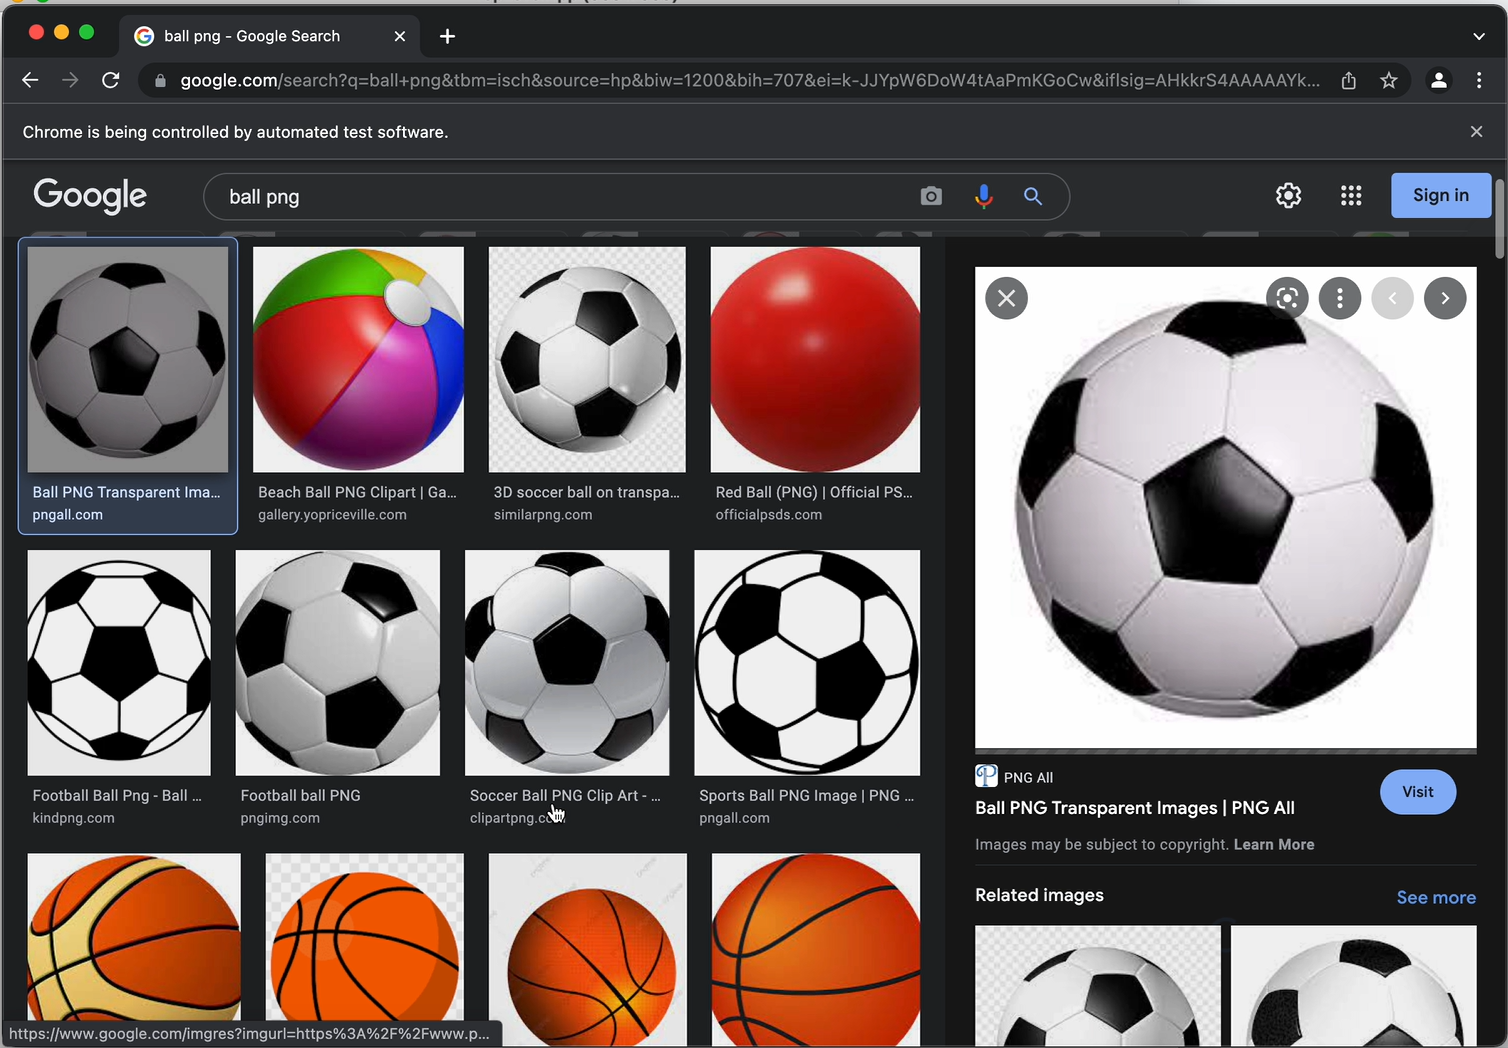 ball png - Google Search
google.com/search?q=ball+png&tbm=isch&source=hp&biw=1200&bih=707&ei=k-JJYpW6DoW4tAaPmKGoCw&iflsig=AHkkrS4AAAAAYk...
Chrome is being controlled by automated test software.
Google
ball png
Sign in
Ball PNG Transparent Ima...
pngall.com
Beach Ball PNG Clipart | Ga...
gallery.yopriceville.com
3D soccer ball on transpa...
similarpng.com
Red Ball (PNG) | Official PS...
officialpsds.com
Football Ball Png - Ball ...
kindpng.com
Football ball PNG
pngimg.com
Soccer Ball PNG Clip Art - ...
clipartpng.com
Sports Ball PNG Image | PNG ...
pngall.com
PNG All
Ball PNG Transparent Images | PNG All
Visit
Images may be subject to copyright. Learn More
Related images
See more
https://www.google.com/imgres?imgurl=https%3A%2F%2Fwww.p...